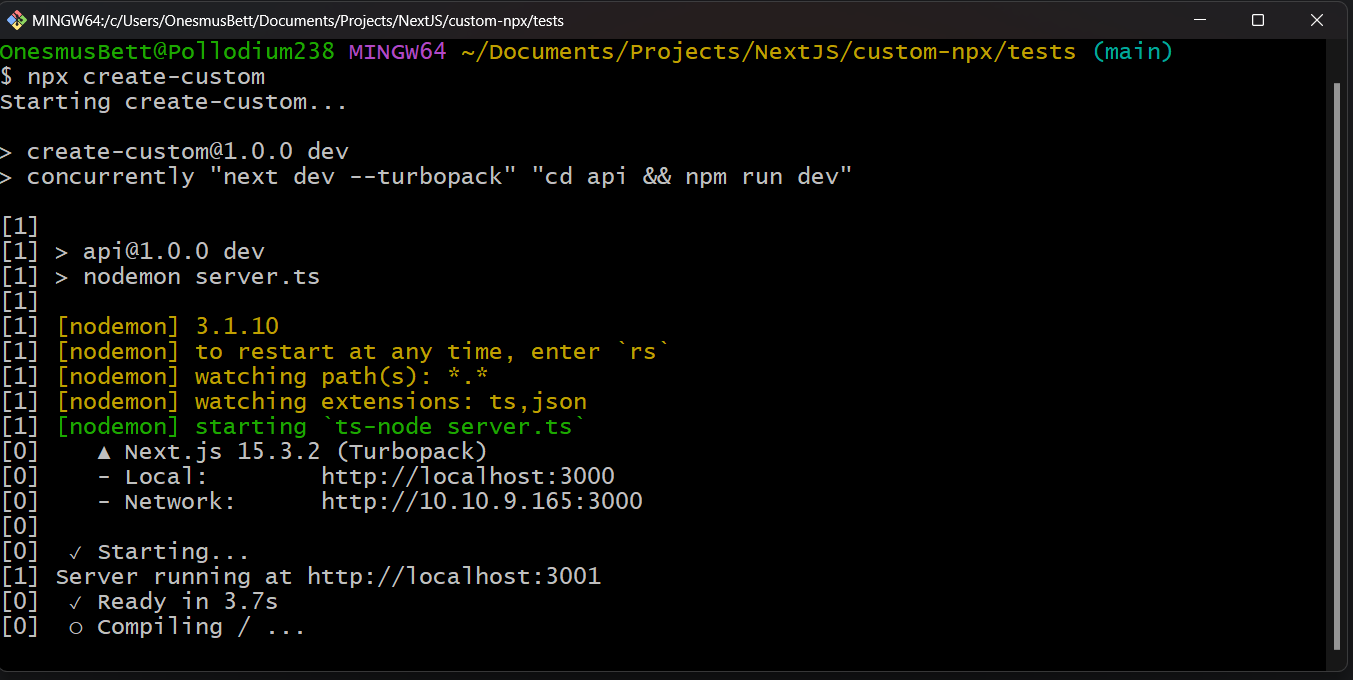 MINGW64:/c/Users/OnesmusBett/Documents/Projects/NextJS/custom-npx/tests
OnesmusBett@Pollodium238 MINGW64 ~/Documents/Projects/NextJS/custom-npx/tests (main)
$ npx create-custom
Starting create-custom...
> create-custom@1.0.0 dev
> concurrently "next dev --turbopack" "cd api && npm run dev"
[1]
[1] > api@1.0.0 dev
[1] > nodemon server.ts
[1]
[1] [nodemon] 3.1.10
[1] [nodemon] to restart at any time, enter `rs`
[1] [nodemon] watching path(s): *.*
[1] [nodemon] watching extensions: ts,json
[1] [nodemon] starting `ts-node server.ts`
[0]    ▲ Next.js 15.3.2 (Turbopack)
[0]    - Local:        http://localhost:3000
[0]    - Network:      http://10.10.9.165:3000
[0]
[0]  ✓ Starting...
[1] Server running at http://localhost:3001
[0]  ✓ Ready in 3.7s
[0]  ○ Compiling / ...